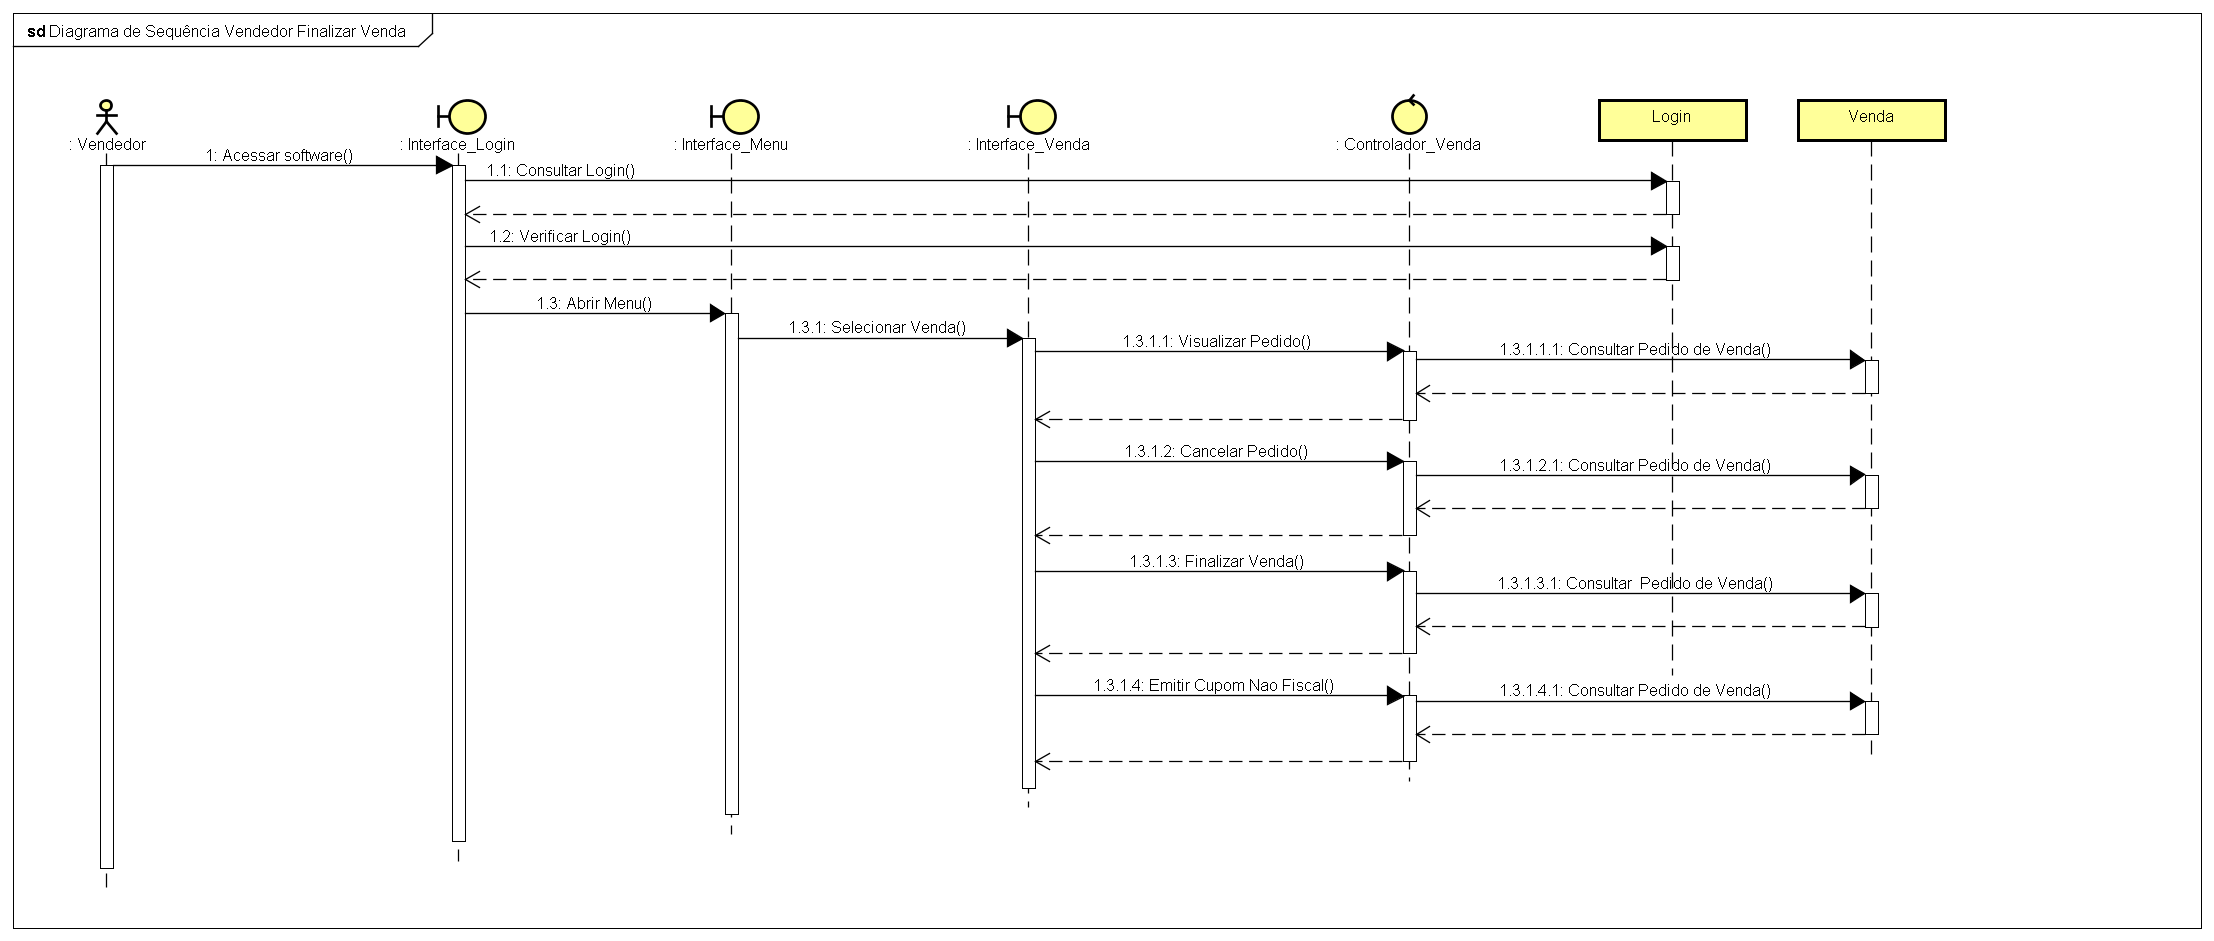 sd Diagrama de Sequência Vendedor Finalizar Venda
: Vendedor
: Interface_Login
: Interface_Menu
: Interface_Venda
: Controlador_Venda
Login
Venda
1: Acessar software()
1.1: Consultar Login()
1.2: Verificar Login()
1.3: Abrir Menu()
1.3.1: Selecionar Venda()
1.3.1.1: Visualizar Pedido()
1.3.1.1.1: Consultar Pedido de Venda()
1.3.1.2: Cancelar Pedido()
1.3.1.2.1: Consultar Pedido de Venda()
1.3.1.3: Finalizar Venda()
1.3.1.3.1: Consultar  Pedido de Venda()
1.3.1.4: Emitir Cupom Nao Fiscal()
1.3.1.4.1: Consultar Pedido de Venda()